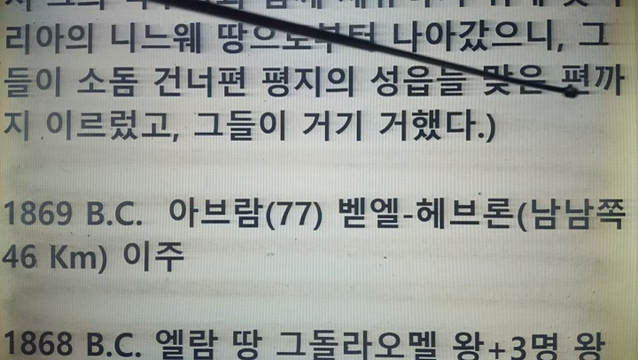 리아의 니느웨 땅으로부터 나아갔으니, 그
들이 소돔 건너편 평지의 성읍들 맞은 편까
지 이르렀고, 그들이 거기 거했다.)
1869 B.C. 아브람(77) 벧엘-헤브론(남남쪽
46 Km) 이주
1868 B.C. 엘람 땅 그돌라오멜 왕+3명 왕